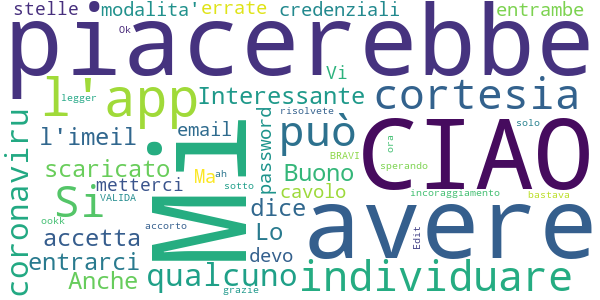 stelle modalita' errate credenziali entrambe
piacerebbe
Ok
Vi
l'app
legger
Interessante
cortesia
risolvete
coronaviru
l'imeil
email
password
può
CIAO
solo
ora
BRAVI
scaricato
Mi
Ma
ah
Buono
sperando
metterci
sotto
cavolo
incoraggiamento
bastava
Si
VALIDA
dice
avere
ookk
accorto
Lo
Edit
accetta
devo
entrarci
Anche
qualcuno
individuare
grazie